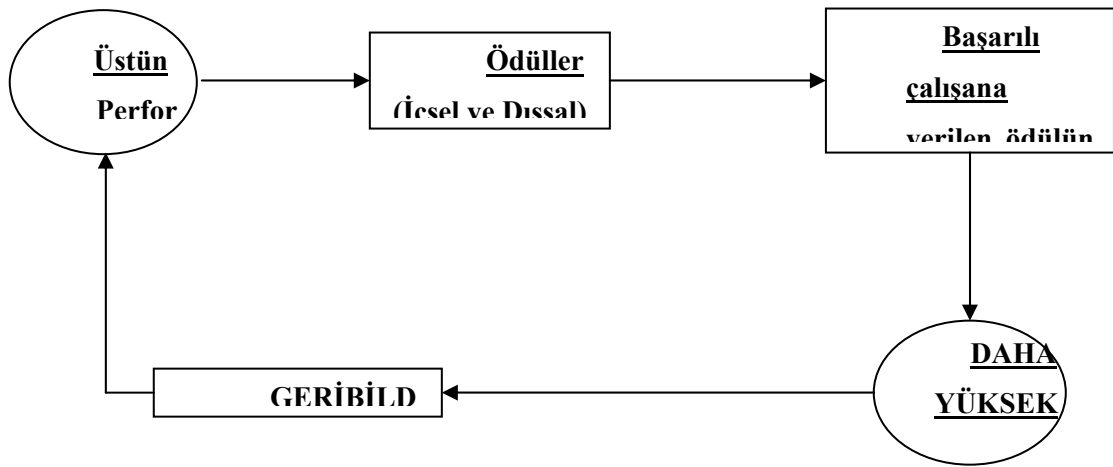 Üstün
Perfor
Ödüller
(İçsel ve Dışsal)
Başarılı
çalışana
verilen ödülün
DAHA
YÜKSEK
GERİBİLD